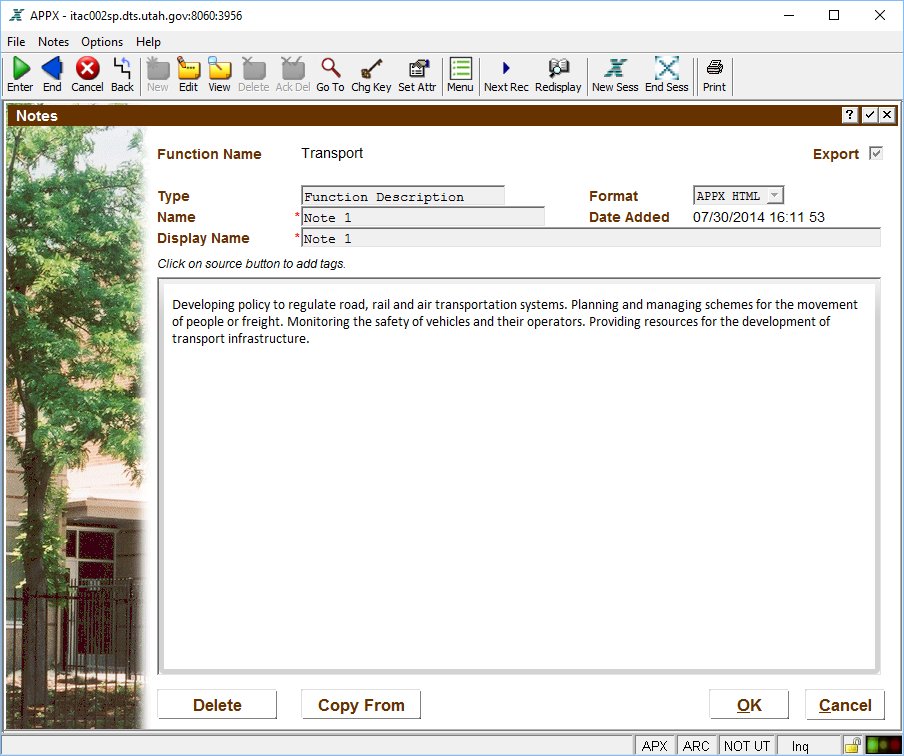 APPX - itac002sp.dts.utah.gov:8060:3956
File Notes Options Help
Enter End Cancel Back New Edit View Delete Ack Del Go To Chg Key Set Attr Menu Next Rec Redisplay New Sess End Sess Print
Notes ?
Function Name Transport Export
Type Function Description Format APPX HTML
Name *Note 1 Date Added 07/30/2014 16:11 53
Display Name *Note 1
Click on source button to add tags.
Developing policy to regulate road, rail and air transportation systems. Planning and managing schemes for the movement
of people or freight. Monitoring the safety of vehicles and their operators. Providing resources for the development of
transport infrastructure.
Delete Copy From OK Cancel
APX ARC NOT UT Inq